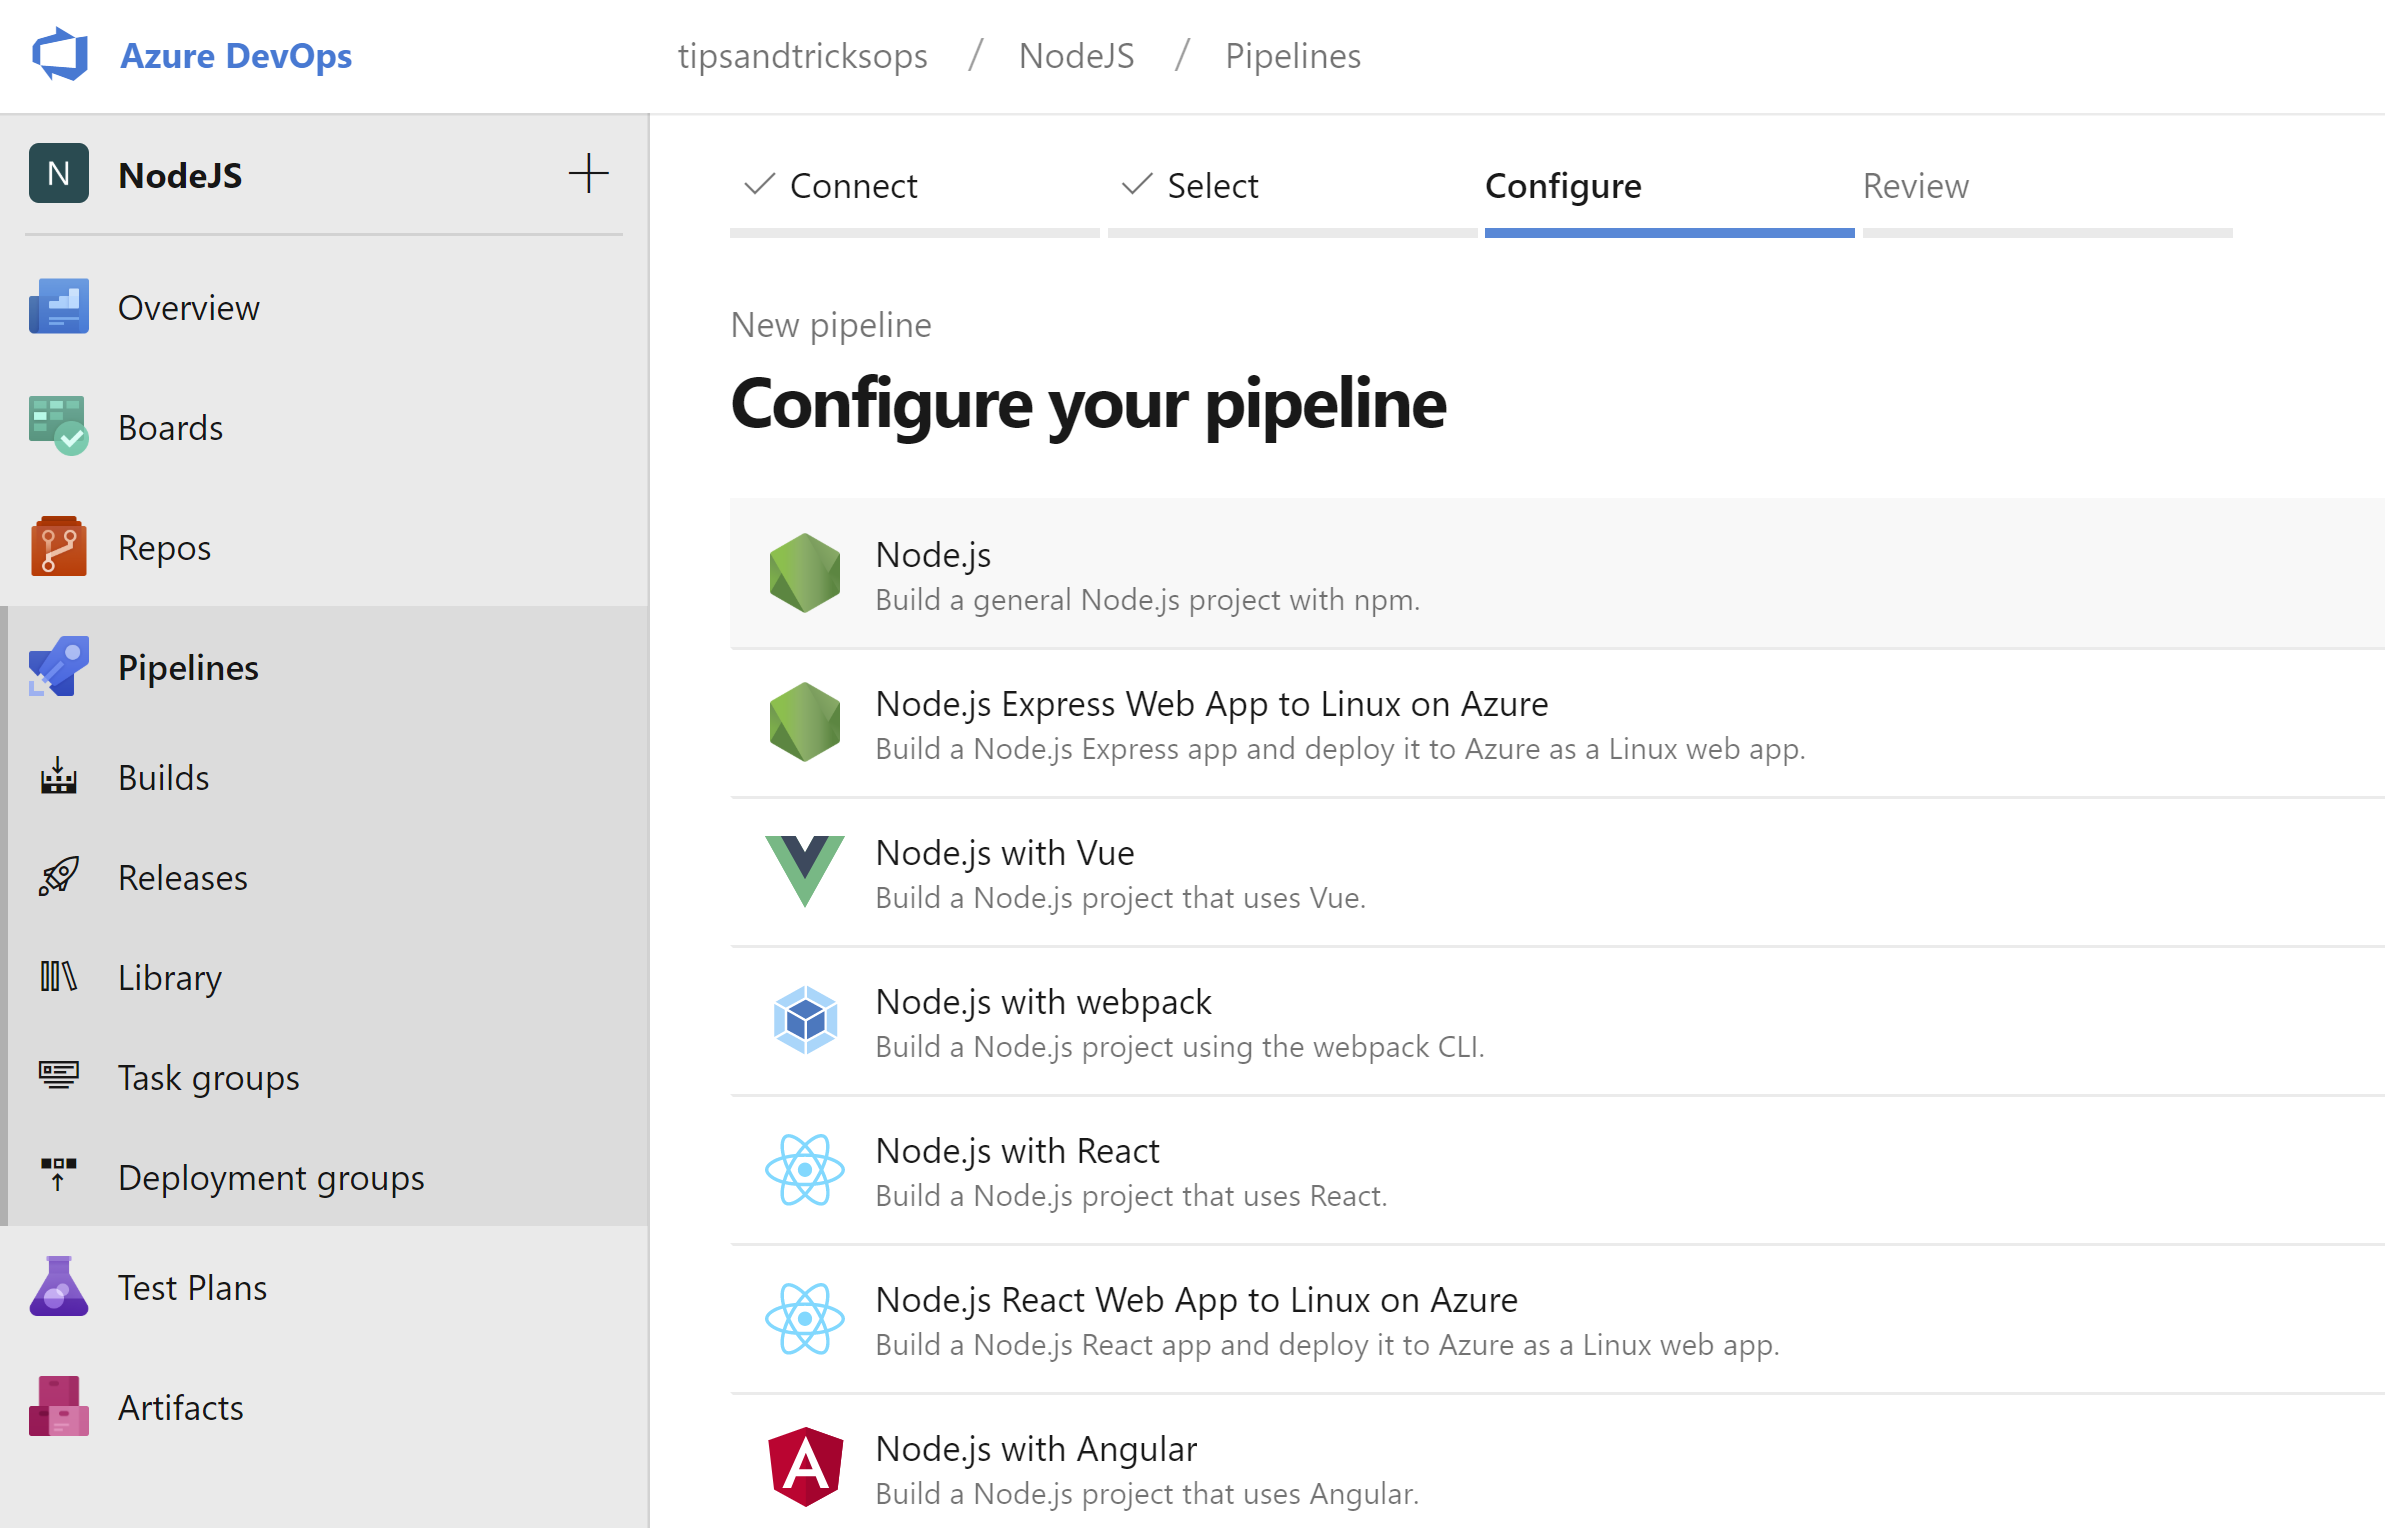 Azure DevOps
tipsandtricksops / NodeJS / Pipelines
N NodeJS
Overview
Boards
Repos
Pipelines
Builds
Releases
Library
Task groups
Deployment groups
Test Plans
Artifacts
Connect Select Configure Review
New pipeline
Configure your pipeline
Node.js
Build a general Node.js project with npm.
Node.js Express Web App to Linux on Azure
Build a Node.js Express app and deploy it to Azure as a Linux web app.
Node.js with Vue
Build a Node.js project that uses Vue.
Node.js with webpack
Build a Node.js project using the webpack CLI.
Node.js with React
Build a Node.js project that uses React.
Node.js React Web App to Linux on Azure
Build a Node.js React app and deploy it to Azure as a Linux web app.
Node.js with Angular
Build a Node.js project that uses Angular.